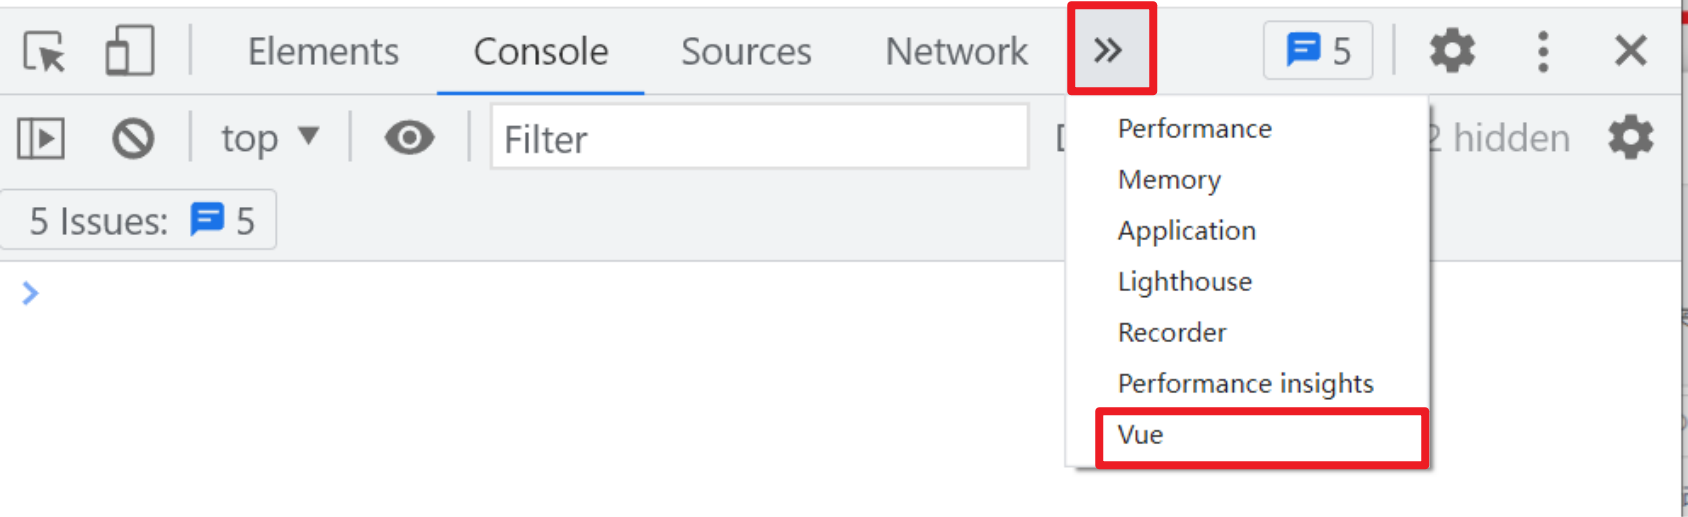 Elements Console Sources Network 5
top Filter 2 hidden
5 Issues: 5
Performance
Memory
Application
Lighthouse
Recorder
Performance insights
Vue